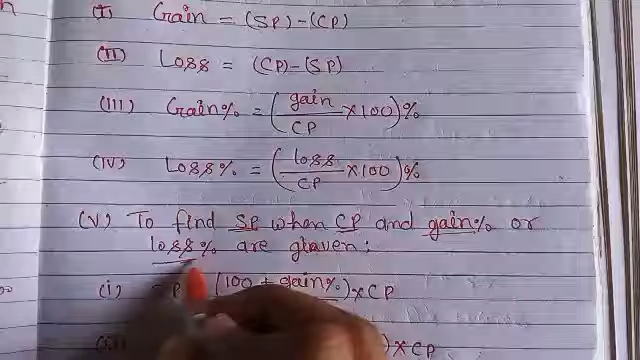 (I) Gain = (SP)-(CP)
(II) Loss = (CP)-(SP)
(III) Gain% = (gain/CP ×100)%
(IV) Loss% = (loss/CP ×100)%
(V) To find SP when CP and gain% or
loss% are giaven:
(i) P (100 + gain%) × CP
) × CP